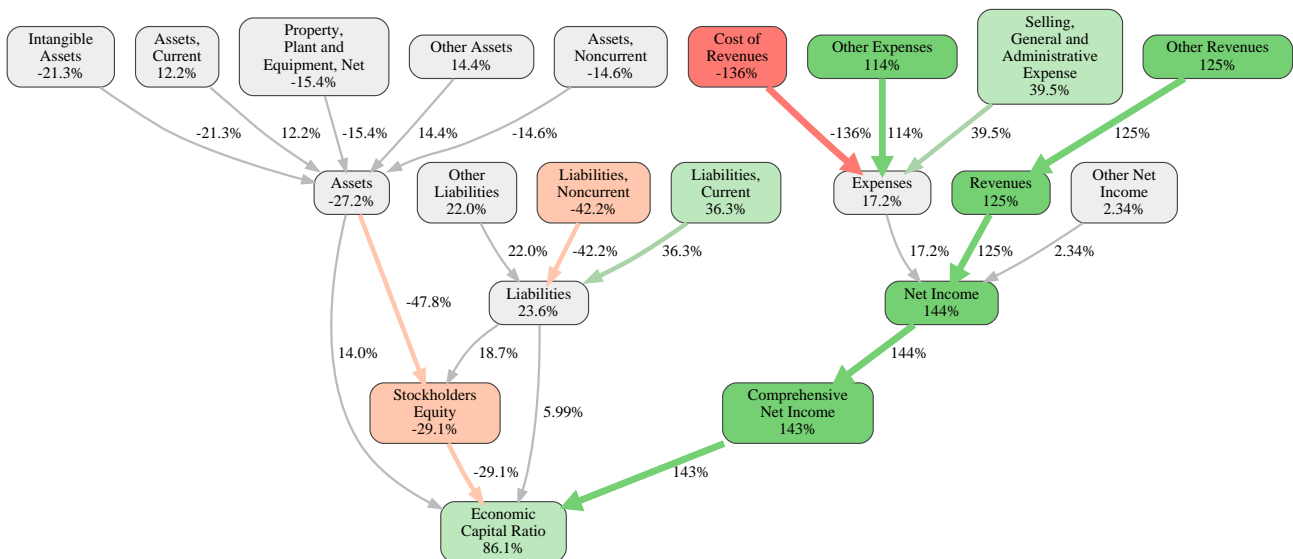 Intangible
Assets
-21.3%
Assets,
Current
12.2%
Property,
Plant and
Equipment, Net
-15.4%
Other Assets
14.4%
Assets,
Noncurrent
-14.6%
Cost of
Revenues
-136%
Other Expenses
114%
Selling,
General and
Administrative
Expense
39.5%
Other Revenues
125%
-21.3%
12.2%
-15.4%
14.4%
-14.6%
-136%
114%
39.5%
125%
Assets
-27.2%
Other
Liabilities
22.0%
Liabilities,
Noncurrent
-42.2%
Liabilities,
Current
36.3%
Expenses
17.2%
Revenues
125%
Other Net
Income
2.34%
22.0%
-42.2%
36.3%
17.2%
125%
2.34%
-47.8%
Liabilities
23.6%
Net Income
144%
14.0%
18.7%
144%
Stockholders
Equity
-29.1%
5.99%
Comprehensive
Net Income
143%
-29.1%
143%
Economic
Capital Ratio
86.1%